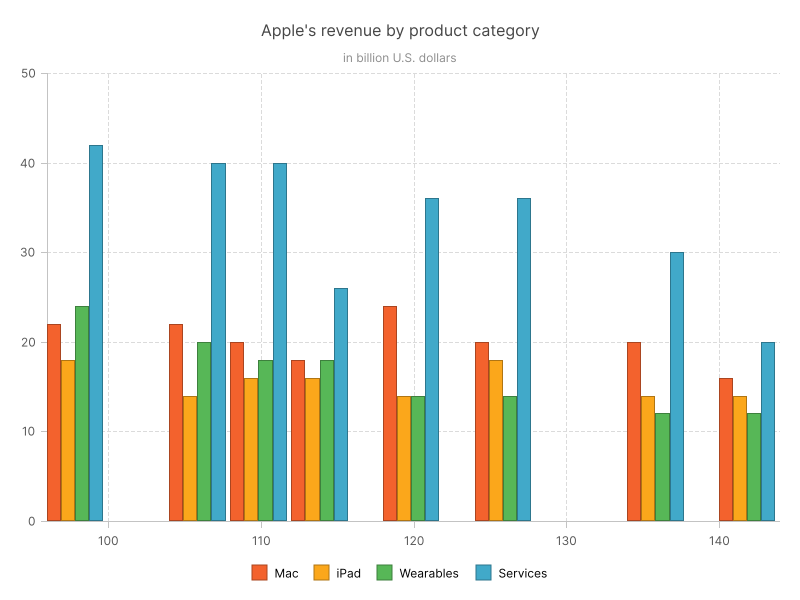 Apple's revenue by product category
in billion U.S. dollars
50
40
30
20
10
0
100 110 120 130 140
Mac iPad Wearables Services